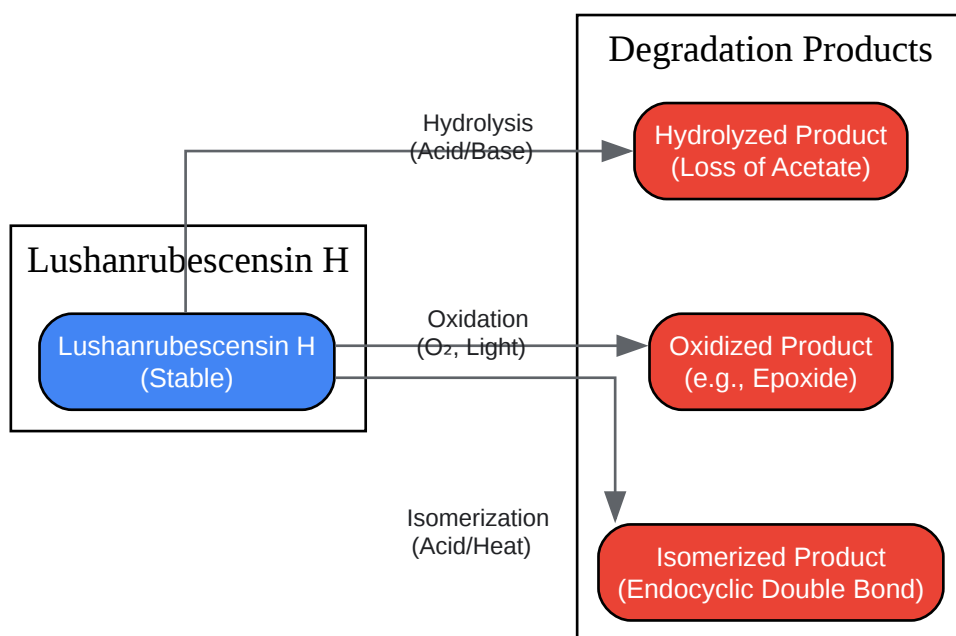 Degradation Products
Hydrolysis
(Acid/Base)
Hydrolyzed Product
(Loss of Acetate)
Lushanrubescensin H
Lushanrubescensin H
(Stable)
Oxidation
(O₂, Light)
Oxidized Product
(e.g., Epoxide)
Isomerization
(Acid/Heat)
Isomerized Product
(Endocyclic Double Bond)